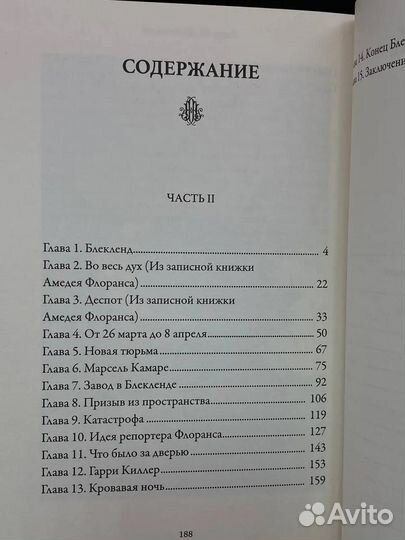 СОДЕРЖАНИЕ
ЧАСТЬ II
Глава 1. Блекленд 4
Глава 2. Во весь дух (Из записной книжки
Амедея Флоранса) 22
Глава 3. Деспот (Из записной книжки
Амедея Флоранса) 33
Глава 4. От 26 марта до 8 апреля 50
Глава 5. Новая тюрьма 67
Глава 6. Марсель Камаре 75
Глава 7. Завод в Блекленде 92
Глава 8. Призыв из пространства 106
Глава 9. Катастрофа 119
Глава 10. Идея репортера Флоранса 127
Глава 11. Что было за дверью 143
Глава 12. Гарри Киллер 153
Глава 13. Кровавая ночь 159
188
14. Конец Бле
15. Заключени
Avito